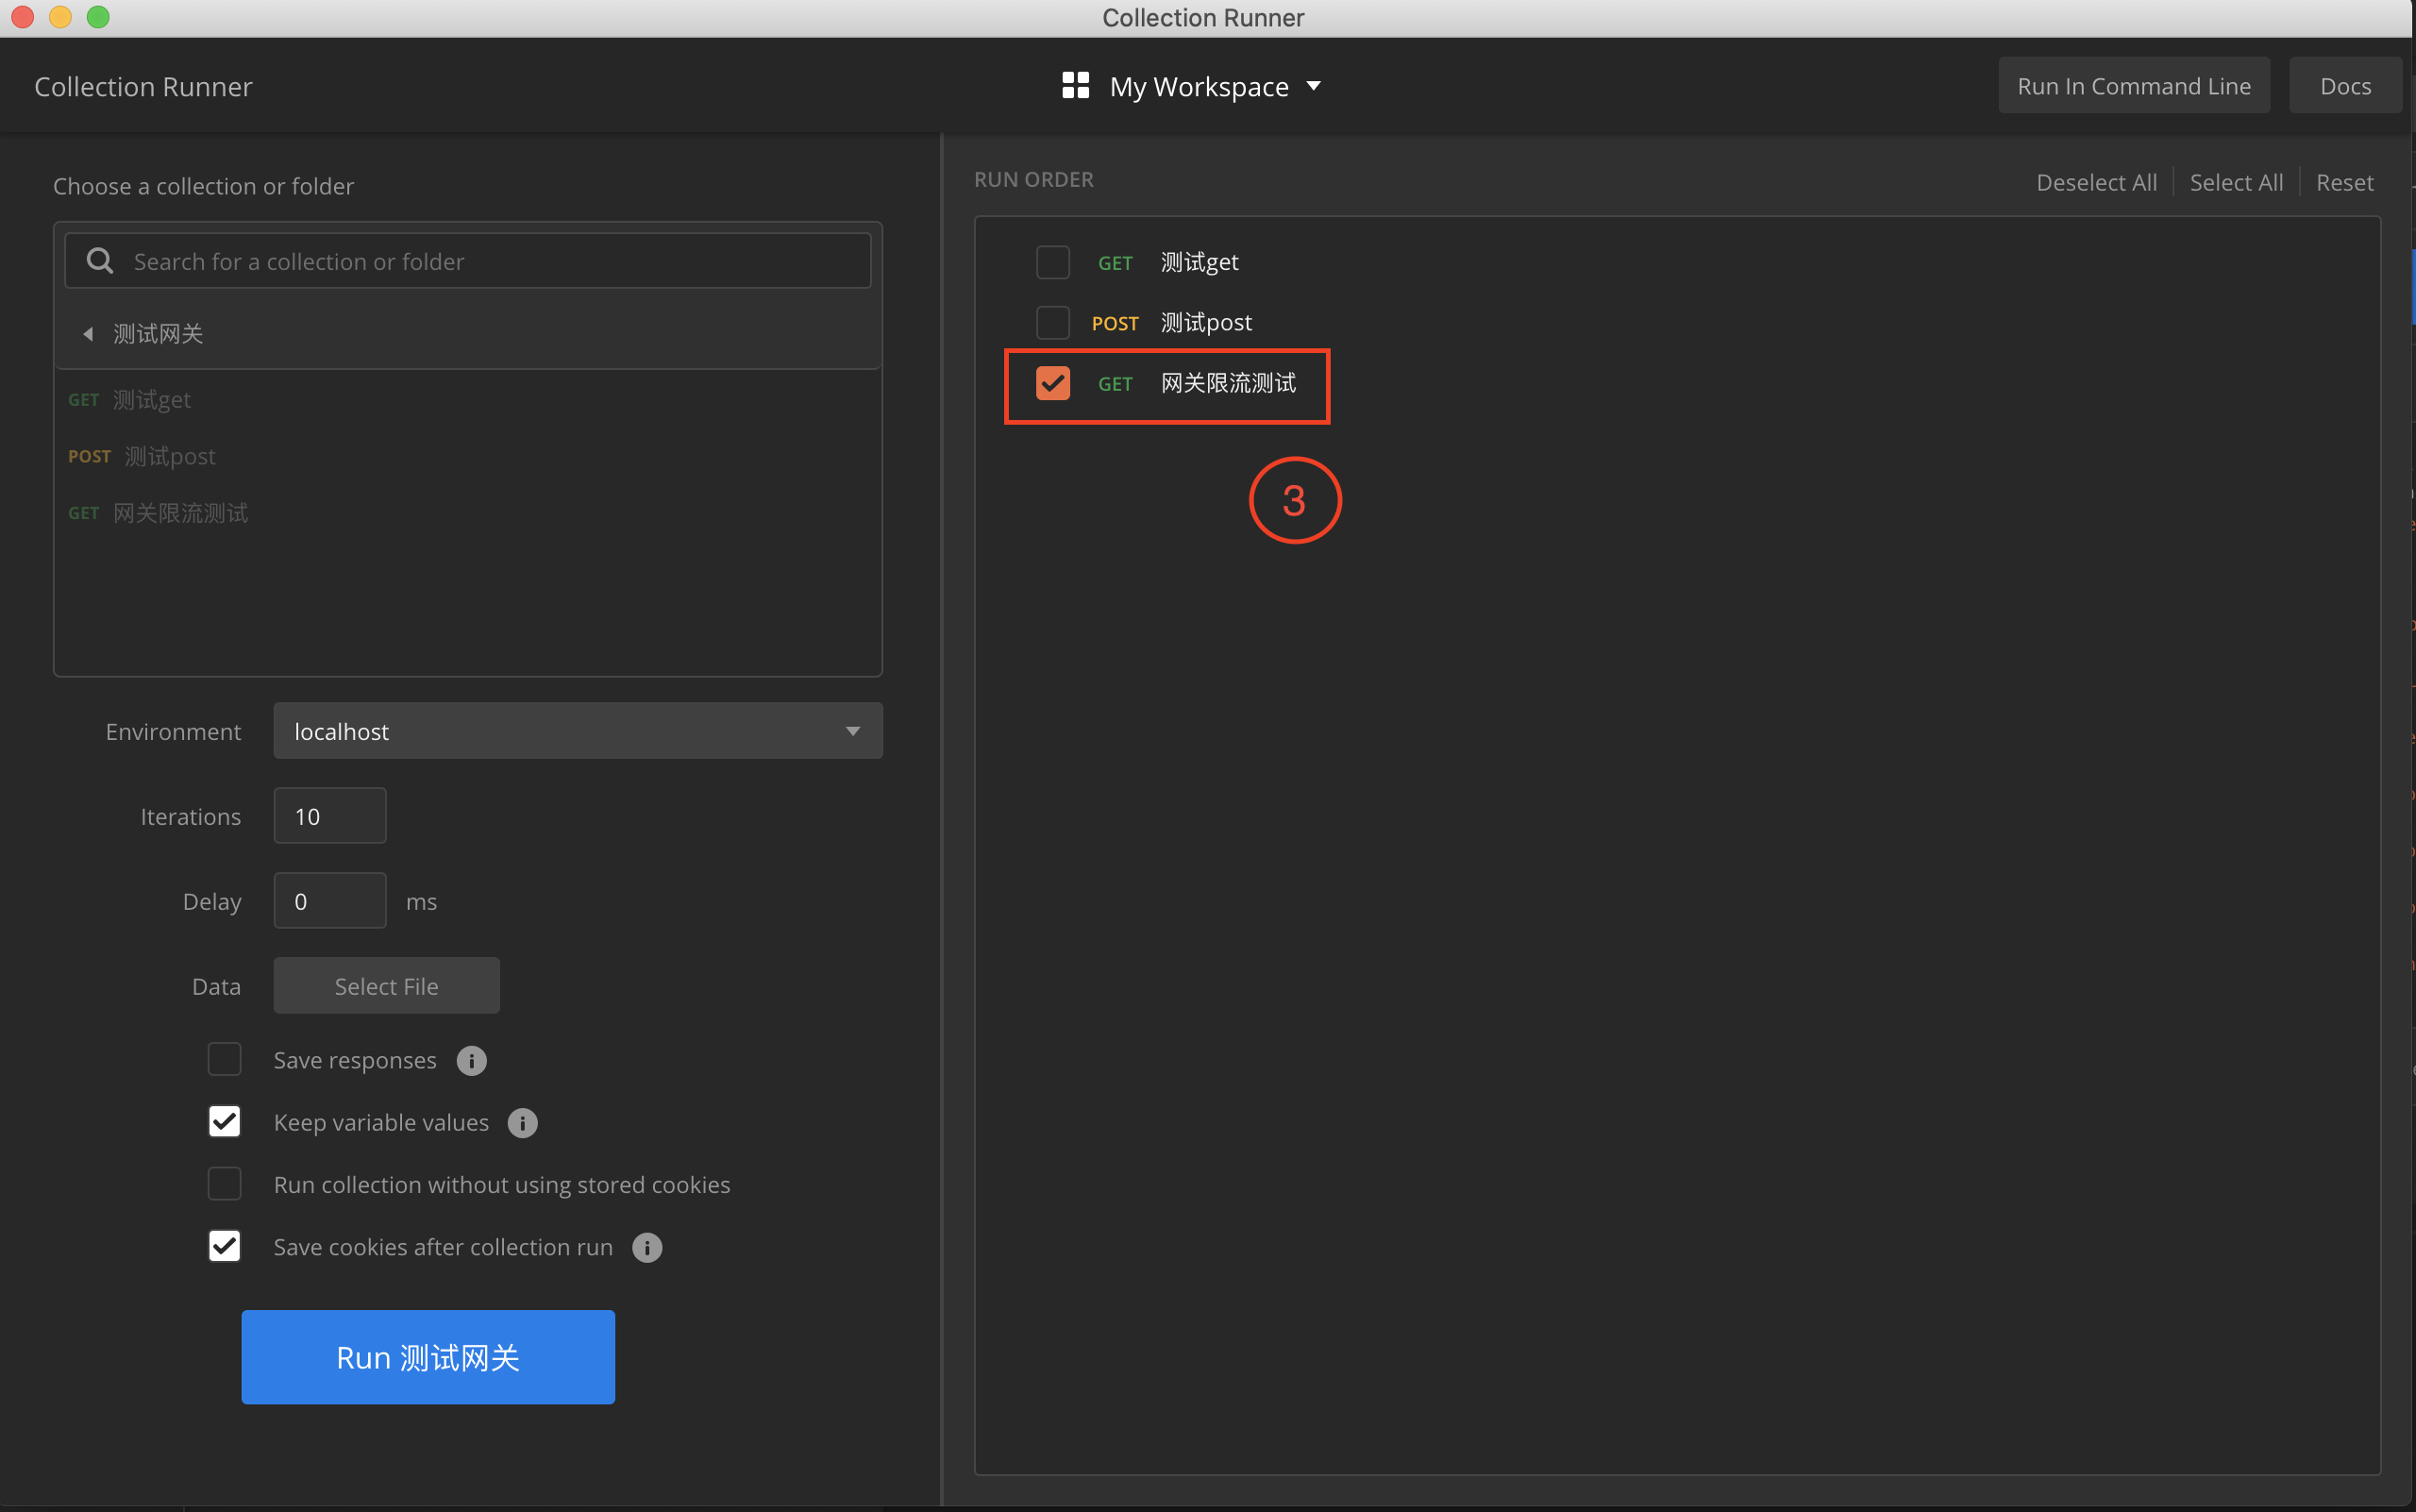 Collection Runner
Collection Runner
My Workspace
Run In Command Line
Docs
Choose a collection or folder
Search for a collection or folder
测试网关
GET 测试get
POST 测试post
GET 网关限流测试
Environment localhost
Iterations 10
Delay 0 ms
Data Select File
Save responses
Keep variable values
Run collection without using stored cookies
Save cookies after collection run
Run 测试网关
RUN ORDER
Deselect All
Select All
Reset
GET 测试get
POST 测试post
GET 网关限流测试
3